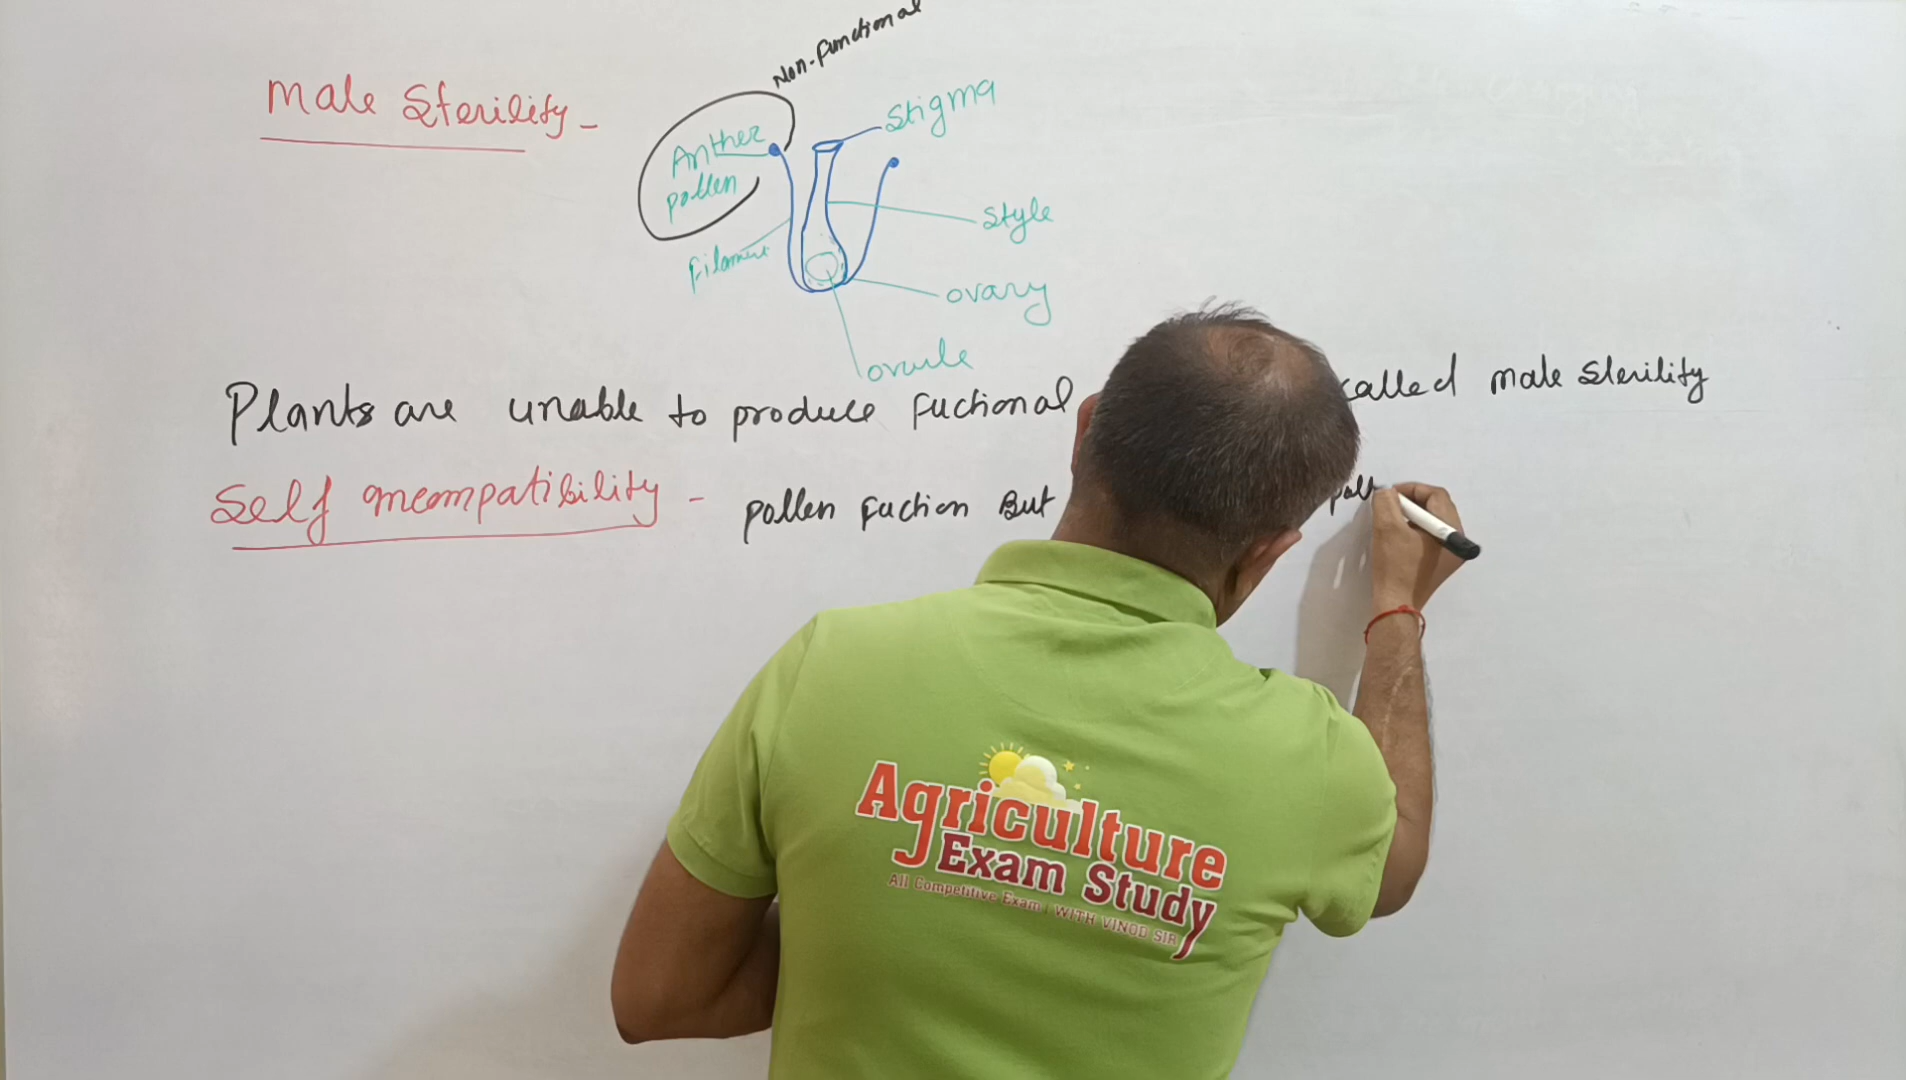 Non-functional
Male Sterility-
Stigma
Anther
pollen
Style
Filament
ovary
ovule
Plants are unable to produce fuctional called male sterility
Self incompatibility - pollen fuction But poll
Agriculture
Exam Study
All Competitive Exam | WITH VINOD SIR